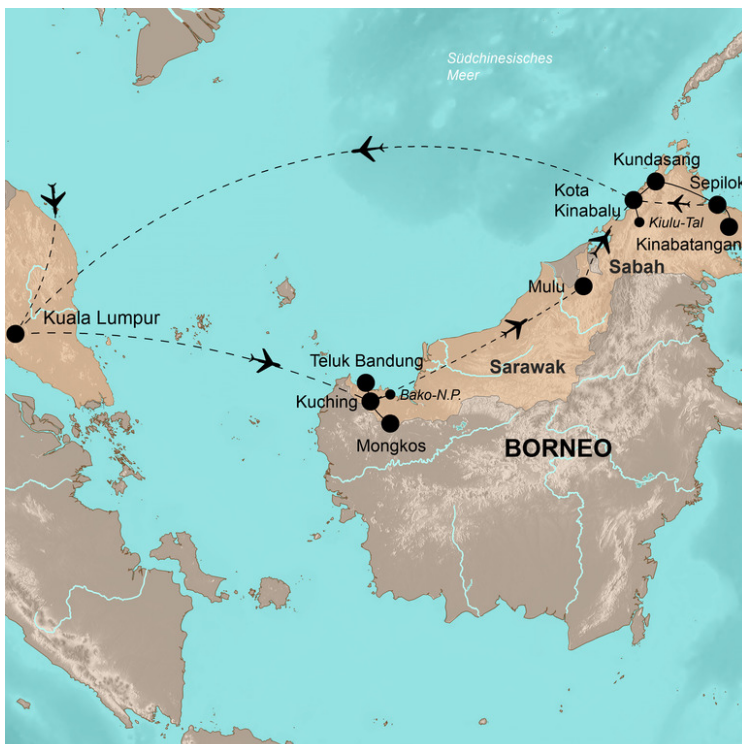 Südchinesisches
Meer
Kundasang
Sepilok
Kota
Kinabalu
Kiulu-Tal
Kinabatangan
Sabah
Mulu
Kuala Lumpur
Teluk Bandung
Sarawak
Bako-N.P.
Kuching
Mongkos
BORNEO